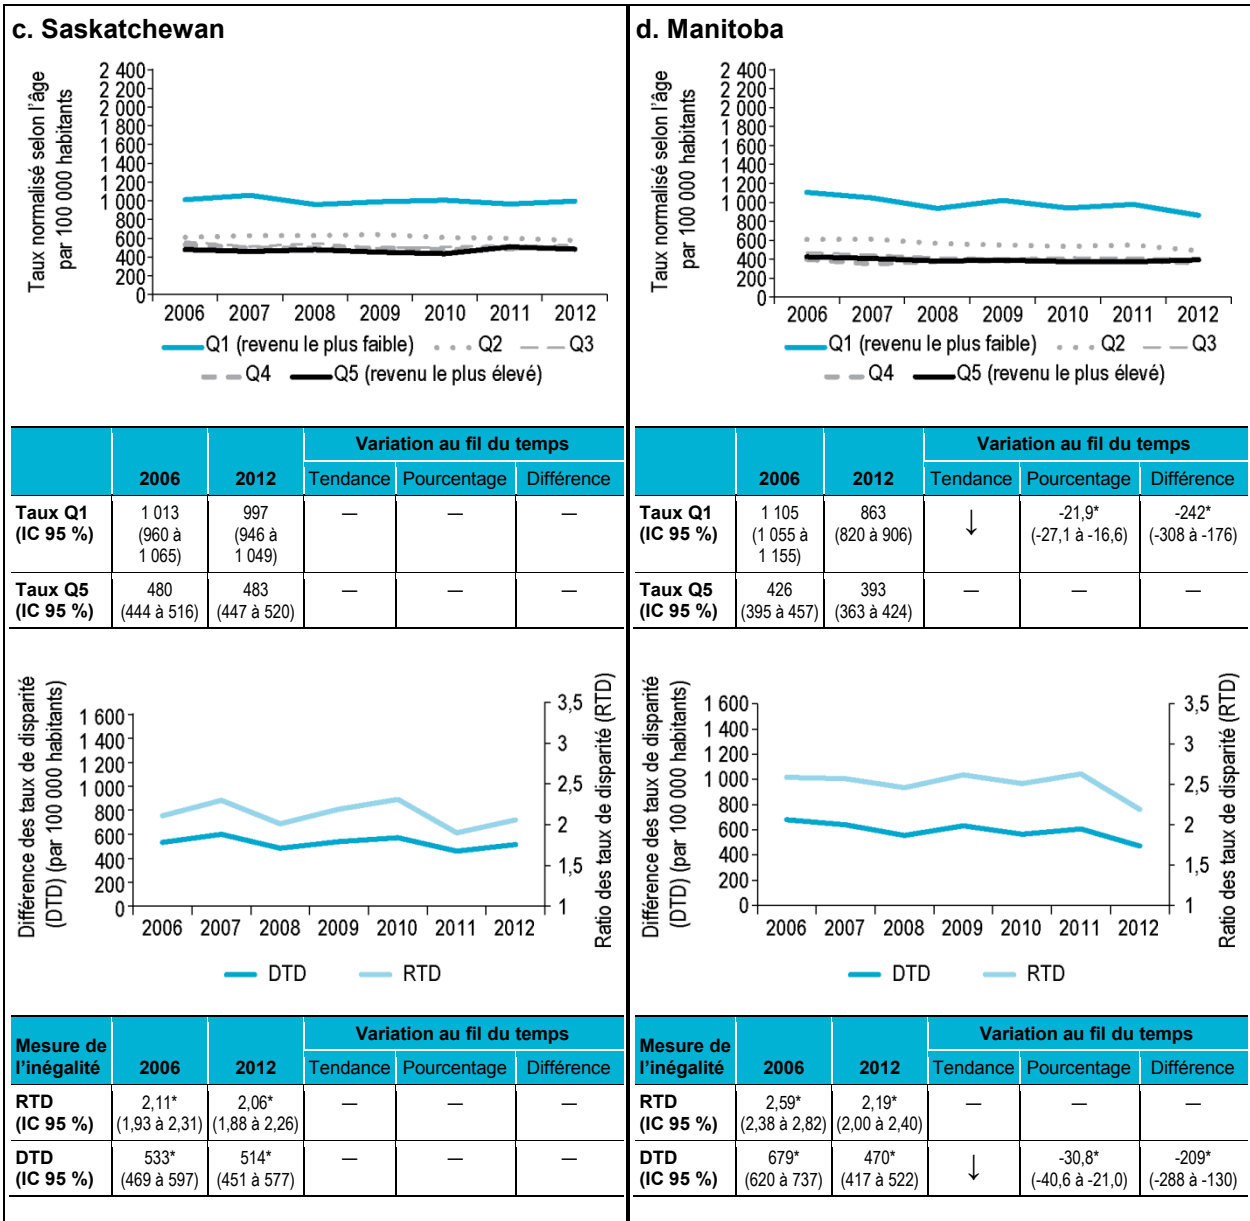 c. Saskatchewan
Taux normalisé selon l'âge
par 100 000 habitants
2 400
2 200
2 000
1 800
1 600
1 400
1 200
1 000
800
600
400
200
0
2006 2007 2008 2009 2010 2011 2012
Q1 (revenu le plus faible) Q2 Q3
Q4 Q5 (revenu le plus élevé)
Variation au fil du temps
2006 2012 Tendance Pourcentage Différence
Taux Q1 1 013 997 — — —
(IC 95 %) (960 à (946 à
1 065) 1 049)
Taux Q5 480 483 — — —
(IC 95 %) (444 à 516) (447 à 520)
Différence des taux de disparité
(DTD) (par 100 000 habitants)
1 600
1 400
1 200
1 000
800
600
400
200
0
3,5
3
2,5
2
1,5
1
Ratio des taux de disparité (RTD)
2006 2007 2008 2009 2010 2011 2012
DTD RTD
Variation au fil du temps
Mesure de
l'inégalité 2006 2012 Tendance Pourcentage Différence
RTD 2,11* 2,06* — — —
(IC 95 %) (1,93 à 2,31) (1,88 à 2,26)
DTD 533* 514* — — —
(IC 95 %) (469 à 597) (451 à 577)
d. Manitoba
Taux normalisé selon l'âge
par 100 000 habitants
2 400
2 200
2 000
1 800
1 600
1 400
1 200
1 000
800
600
400
200
0
2006 2007 2008 2009 2010 2011 2012
Q1 (revenu le plus faible) Q2 Q3
Q4 Q5 (revenu le plus élevé)
Variation au fil du temps
2006 2012 Tendance Pourcentage Différence
Taux Q1 1 105 863 ↓ -21,9* -242*
(IC 95 %) (1 055 à (820 à 906) (-27,1 à -16,6) (-308 à -176)
1 155)
Taux Q5 426 393 — — —
(IC 95 %) (395 à 457) (363 à 424)
Différence des taux de disparité
(DTD) (par 100 000 habitants)
1 600
1 400
1 200
1 000
800
600
400
200
0
3,5
3
2,5
2
1,5
1
Ratio des taux de disparité (RTD)
2006 2007 2008 2009 2010 2011 2012
DTD RTD
Variation au fil du temps
Mesure de
l'inégalité 2006 2012 Tendance Pourcentage Différence
RTD 2,59* 2,19* — — —
(IC 95 %) (2,38 à 2,82) (2,00 à 2,40)
DTD 679* 470* ↓ -30,8* -209*
(IC 95 %) (620 à 737) (417 à 522) (-40,6 à -21,0) (-288 à -130)